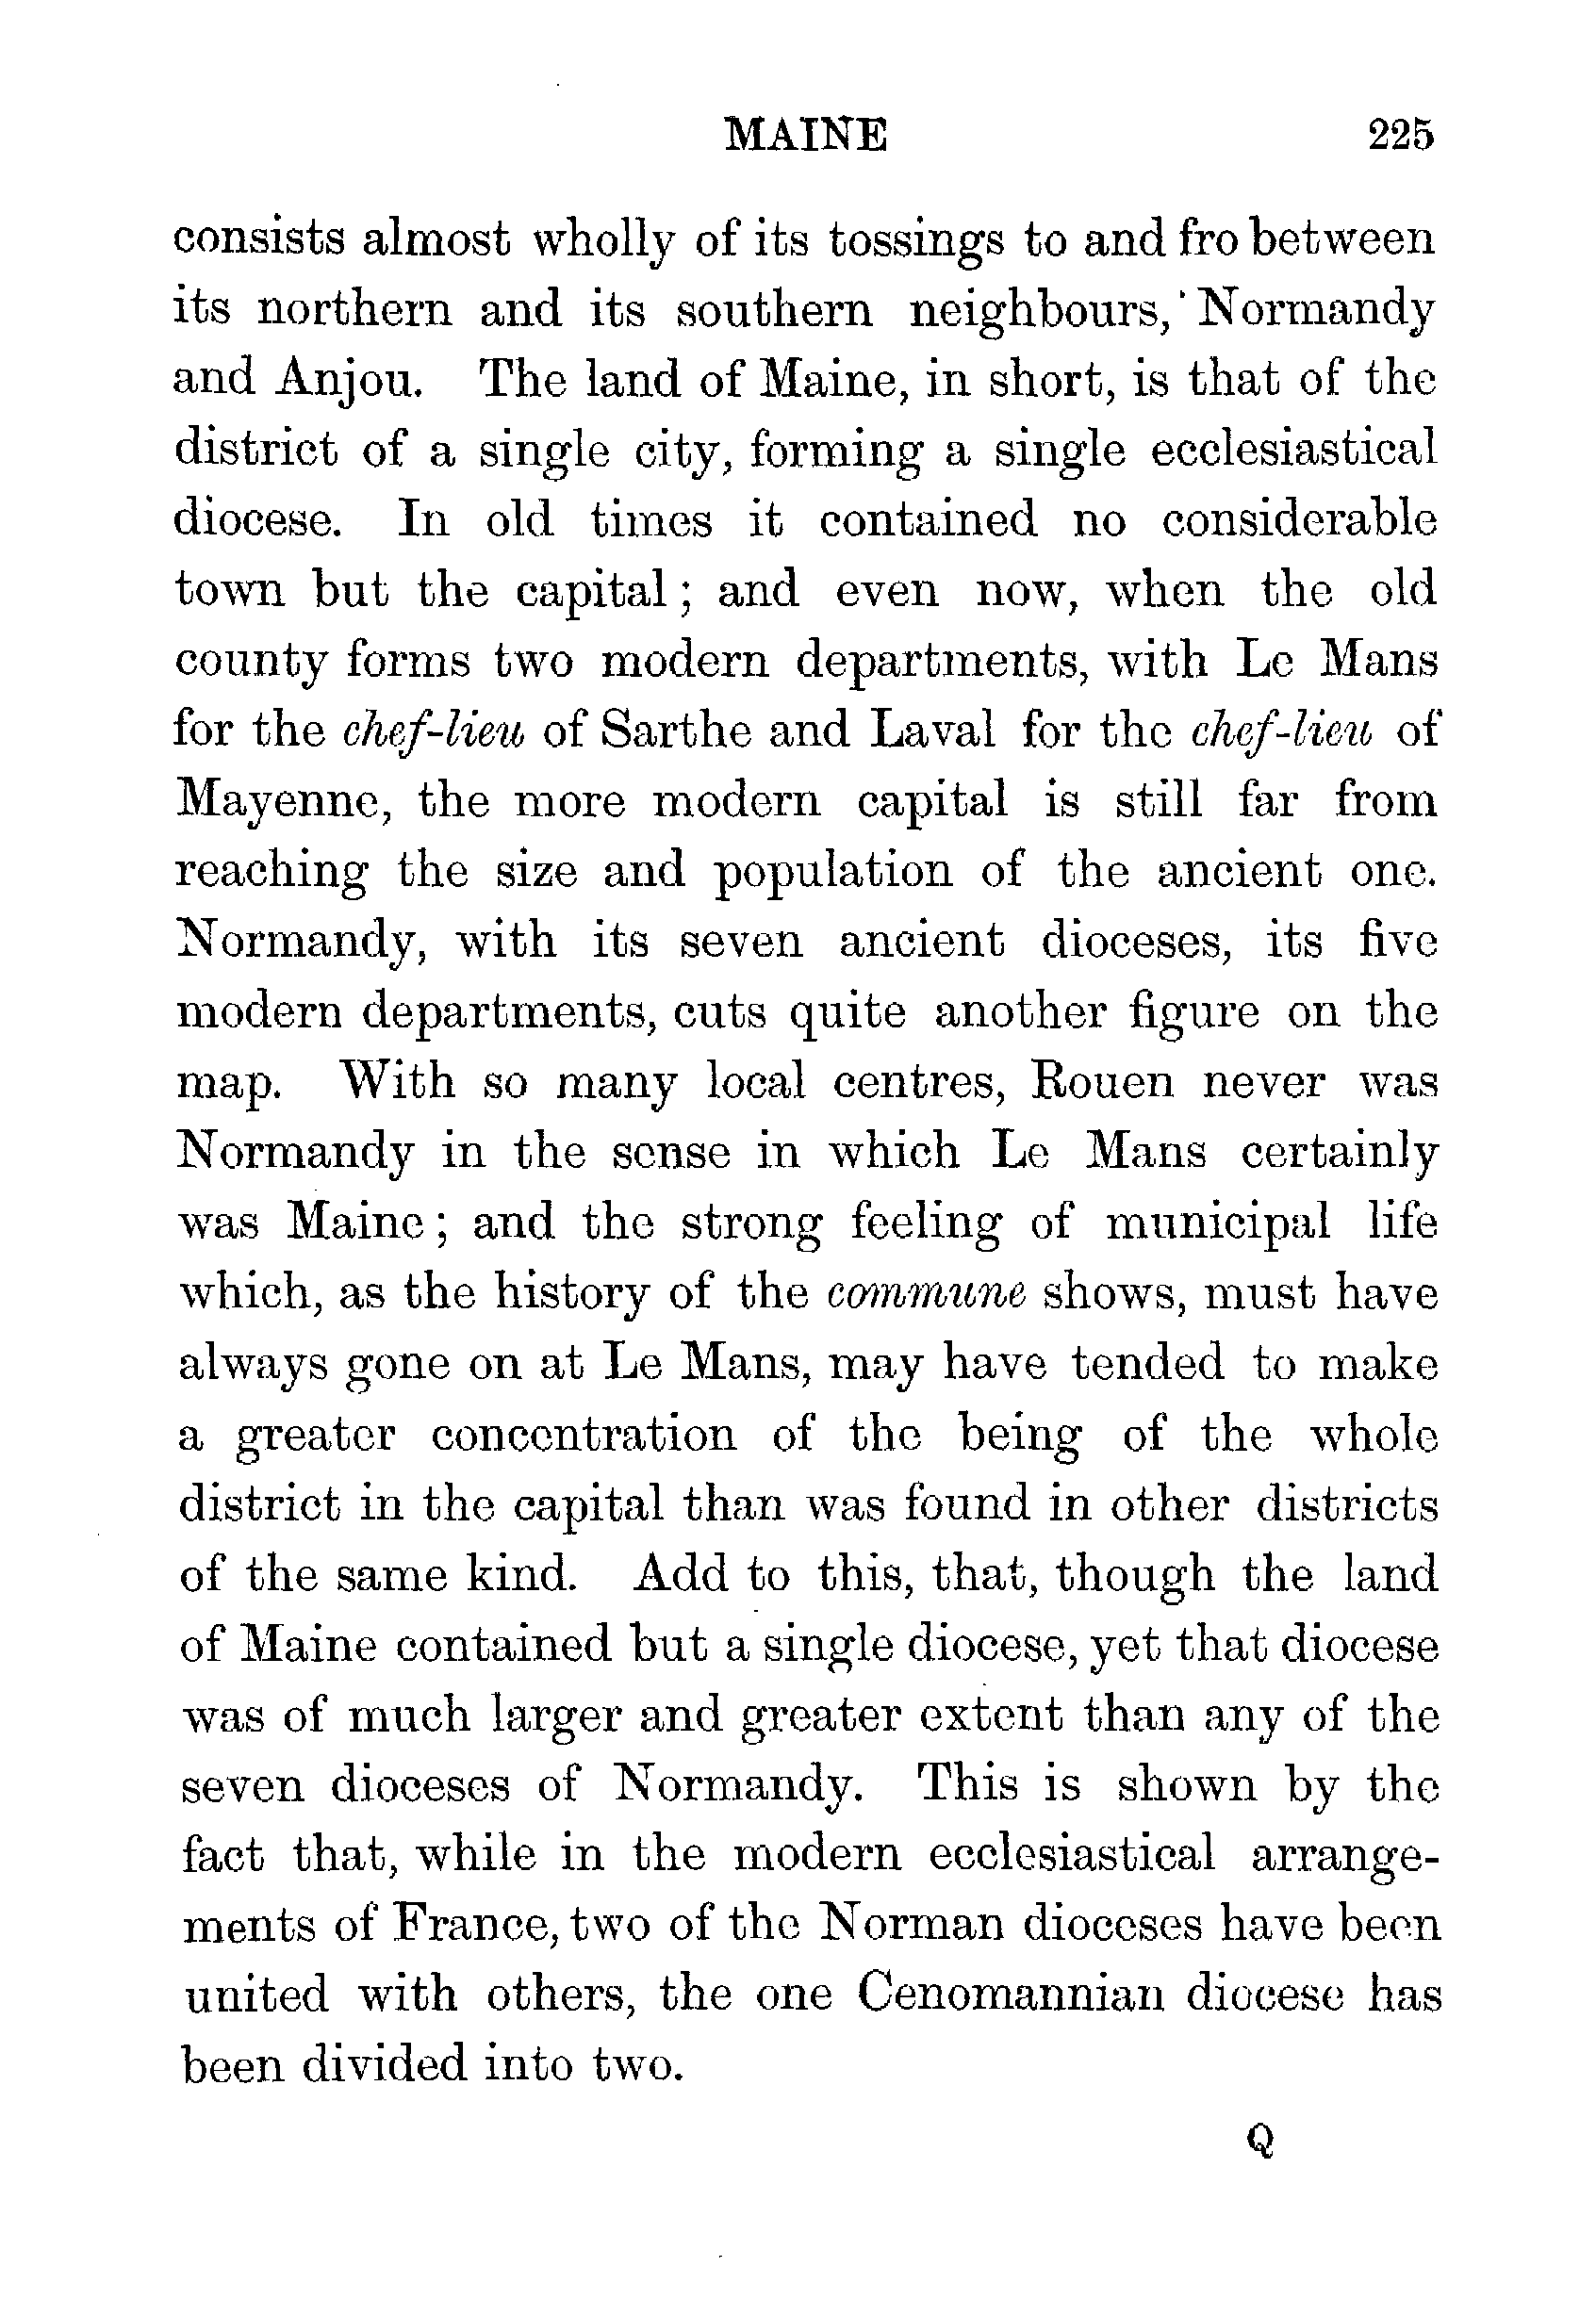 MAINE 225
consists almost wholly of its tossings to and fro between
its northern and its southern neighbours, Normandy
and Anjou. The land of Maine, in short, is that of the
district of a single city, forming a single ecclesiastical
diocese. In old times it contained no considerable
town but the capital; and even now, when the old
county forms two modern departments, with Le Mans
for the chef-lieu of Sarthe and Laval for the chef-lieu of
Mayenne, the more modern capital is still far from
reaching the size and population of the ancient one.
Normandy, with its seven ancient dioceses, its five
modern departments, cuts quite another figure on the
map. With so many local centres, Rouen never was
Normandy in the sense in which Le Mans certainly
was Maine; and the strong feeling of municipal life
which, as the history of the commune shows, must have
always gone on at Le Mans, may have tended to make
a greater concentration of the being of the whole
district in the capital than was found in other districts
of the same kind. Add to this, that, though the land
of Maine contained but a single diocese, yet that diocese
was of much larger and greater extent than any of the
seven dioceses of Normandy. This is shown by the
fact that, while in the modern ecclesiastical arrange-
ments of France, two of the Norman dioceses have been
united with others, the one Cenomannian diocese has
been divided into two.
Q